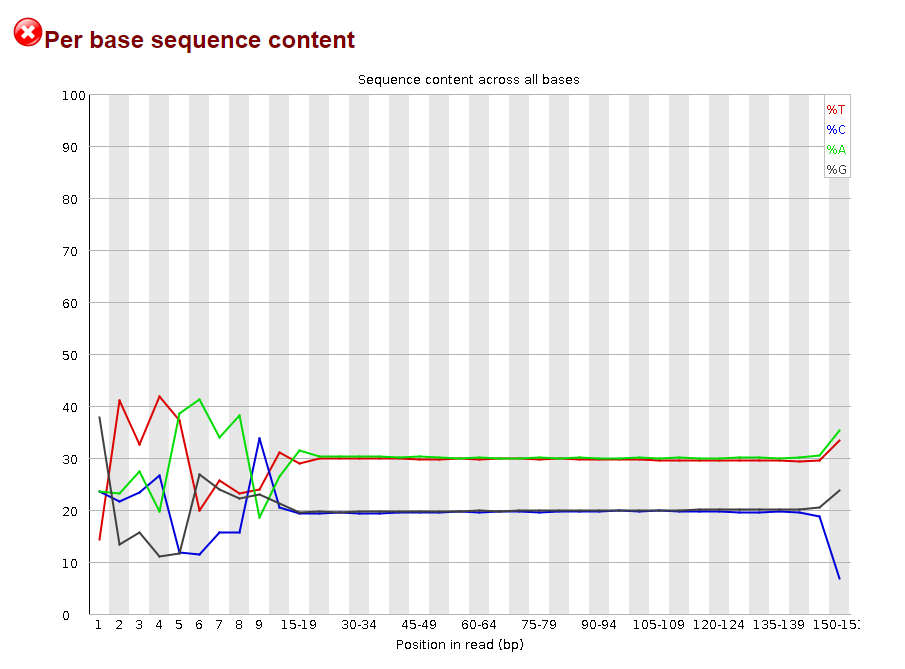 Per base sequence content
Sequence content across all bases
%T
%C
%A
%G
100
90
80
70
60
50
40
30
20
10
0
1 2 3 4 5 6 7 8 9 15-19 30-34 45-49 60-64 75-79 90-94 105-109 120-124 135-139 150-15
Position in read (bp)